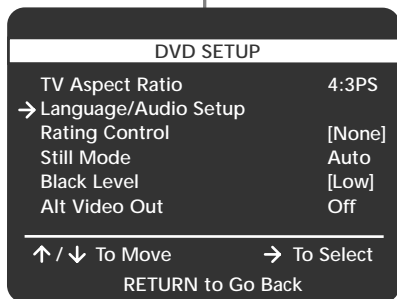 DVD SETUP
TV Aspect Ratio 4:3PS
→ Language/Audio Setup
Rating Control [None]
Still Mode Auto
Black Level [Low]
Alt Video Out Off
↑ / ↓ To Move → To Select
RETURN to Go Back